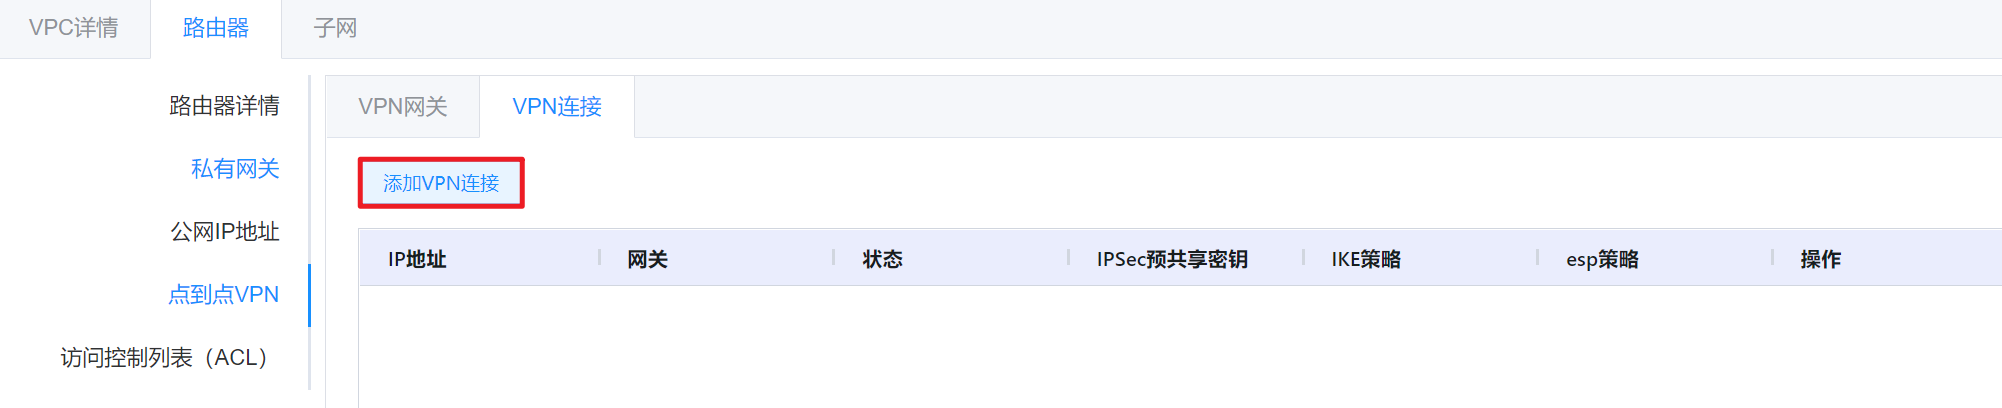 VPC详情 路由器 子网
路由器详情
私有网关
公网IP地址
点到点VPN
访问控制列表（ACL）
VPN网关 VPN连接
添加VPN连接
IP地址 网关 状态 IPSec预共享密钥 IKE策略 esp策略 操作